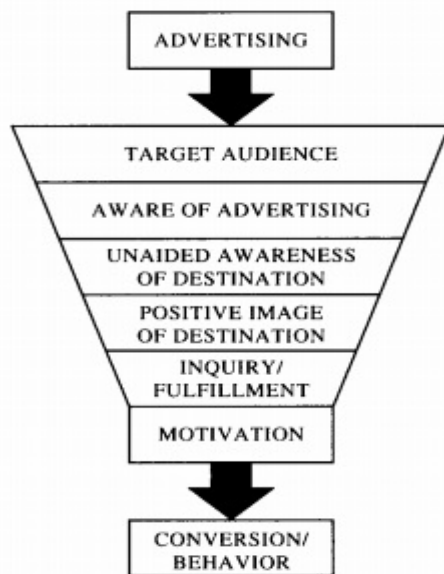 ADVERTISING
TARGET AUDIENCE
AWARE OF ADVERTISING
UNAIDED AWARENESS
OF DESTINATION
POSITIVE IMAGE
OF DESTINATION
INQUIRY/
FULFILLMENT
MOTIVATION
CONVERSION/
BEHAVIOR